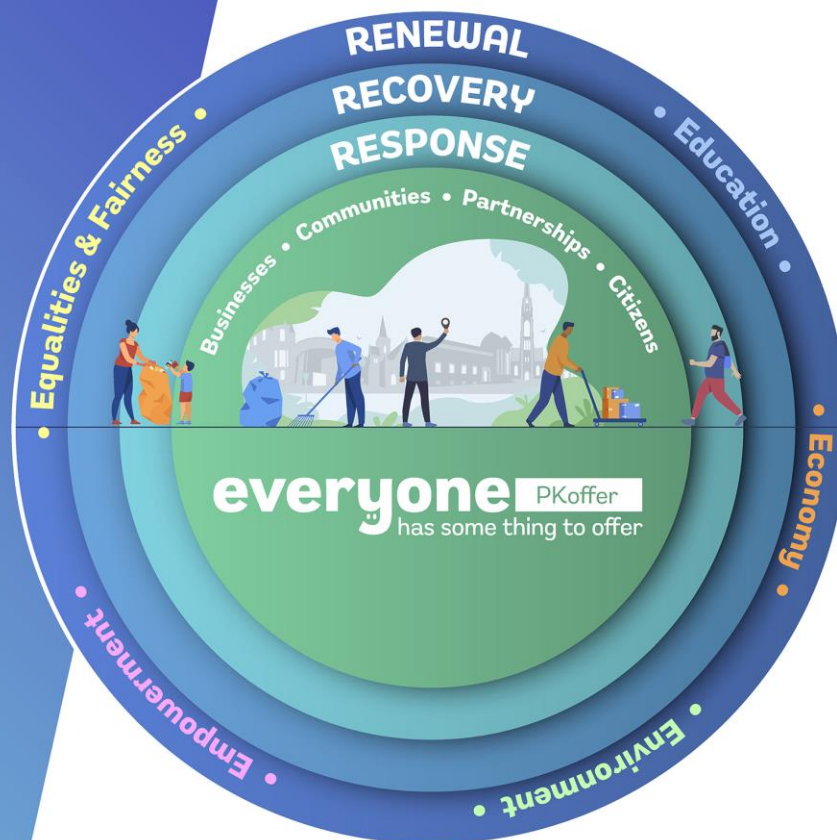 RENEWAL
RECOVERY
RESPONSE
• Equalities & Fairness •
• Education •
• Economy •
• Environment •
• Empowerment •
Businesses • Communities • Partnerships • Citizens
everyone PKoffer
has some thing to offer